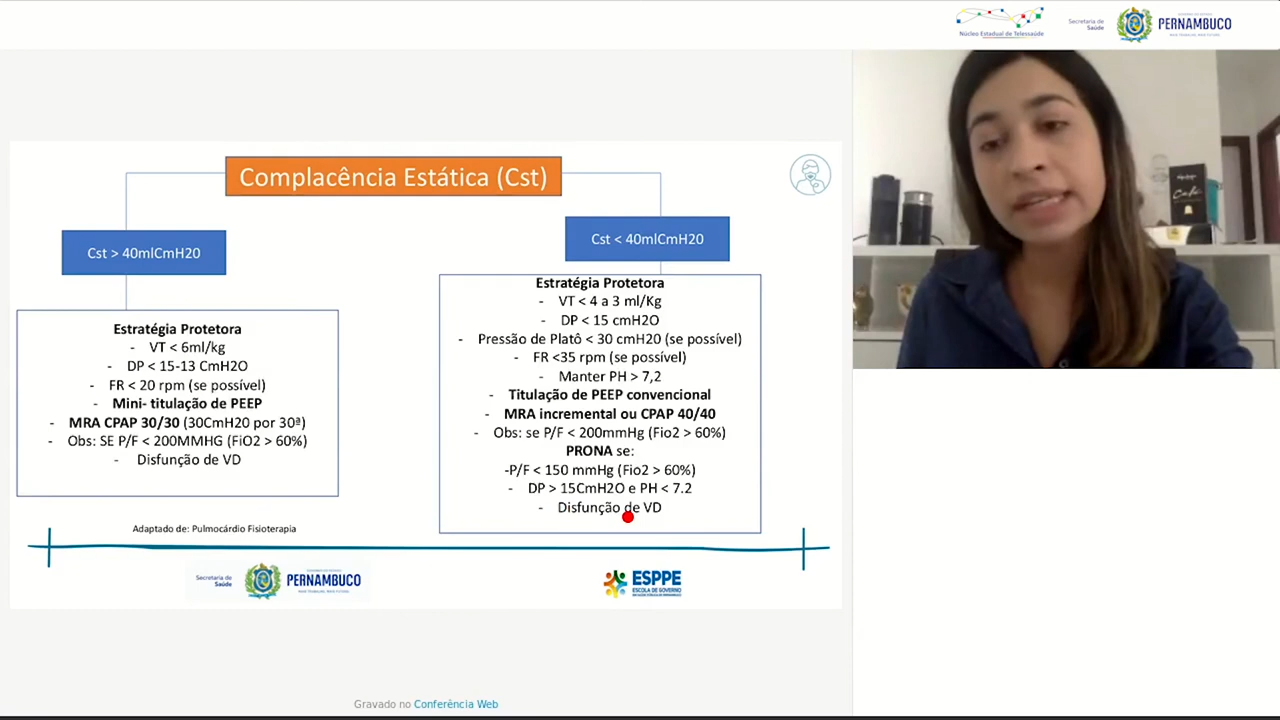 Núcleo Estadual de Telessaúde
Secretaria de
Saúde
PERNAMBUCO
Complacência Estática (Cst)
Cst > 40mlCmH20
Estratégia Protetora
- VT < 6ml/kg
- DP < 15-13 CmH2O
- FR < 20 rpm (se possível)
- Mini- titulação de PEEP
- MRA CPAP 30/30 (30CmH20 por 30ª)
- Obs: SE P/F < 200MMHG (FiO2 > 60%)
- Disfunção de VD
Cst < 40mlCmH20
Estratégia Protetora
- VT < 4 a 3 ml/Kg
- DP < 15 cmH2O
- Pressão de Platô < 30 cmH20 (se possível)
- FR <35 rpm (se possível)
- Manter PH > 7,2
- Titulação de PEEP convencional
- MRA incremental ou CPAP 40/40
- Obs: se P/F < 200mmHg (Fio2 > 60%)
PRONA se:
-P/F < 150 mmHg (Fio2 > 60%)
- DP > 15CmH2O e PH < 7.2
- Disfunção de VD
Adaptado de: Pulmocárdio Fisioterapia
Secretaria de
Saúde
PERNAMBUCO
ESPPE
ESCOLA DE GOVERNO
Gravado no Conferência Web